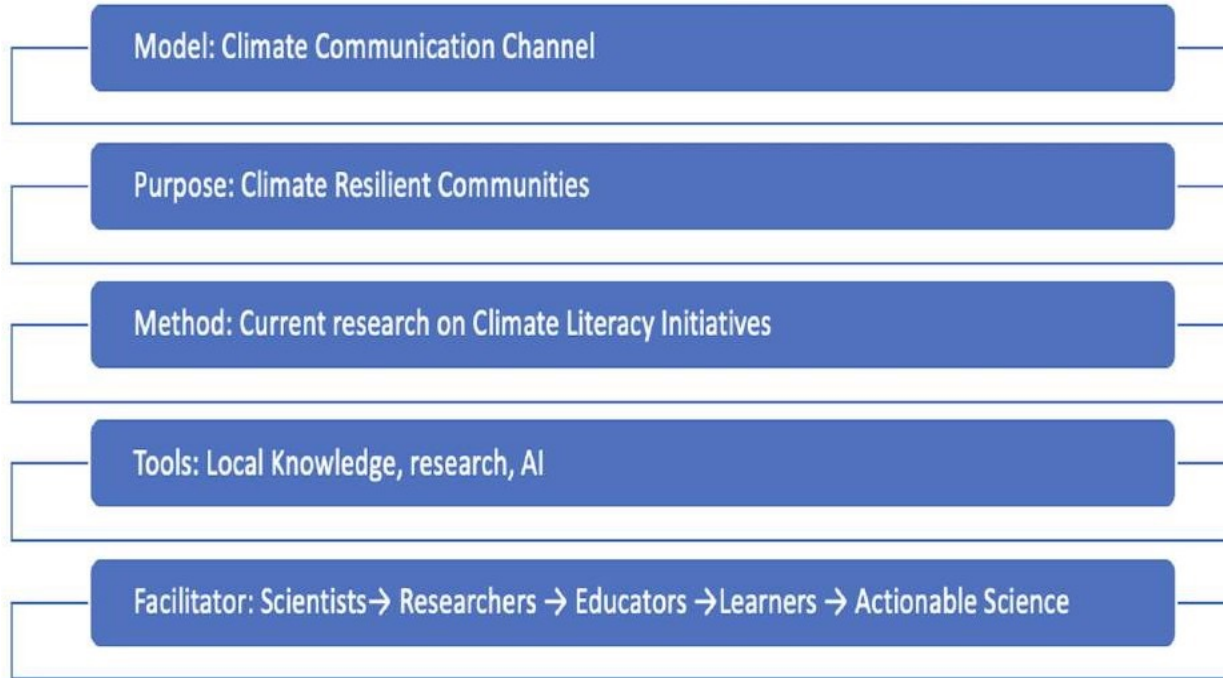 Model: Climate Communication Channel
Purpose: Climate Resilient Communities
Method: Current research on Climate Literacy Initiatives
Tools: Local Knowledge, research, AI
Facilitator: Scientists→ Researchers → Educators →Learners → Actionable Science